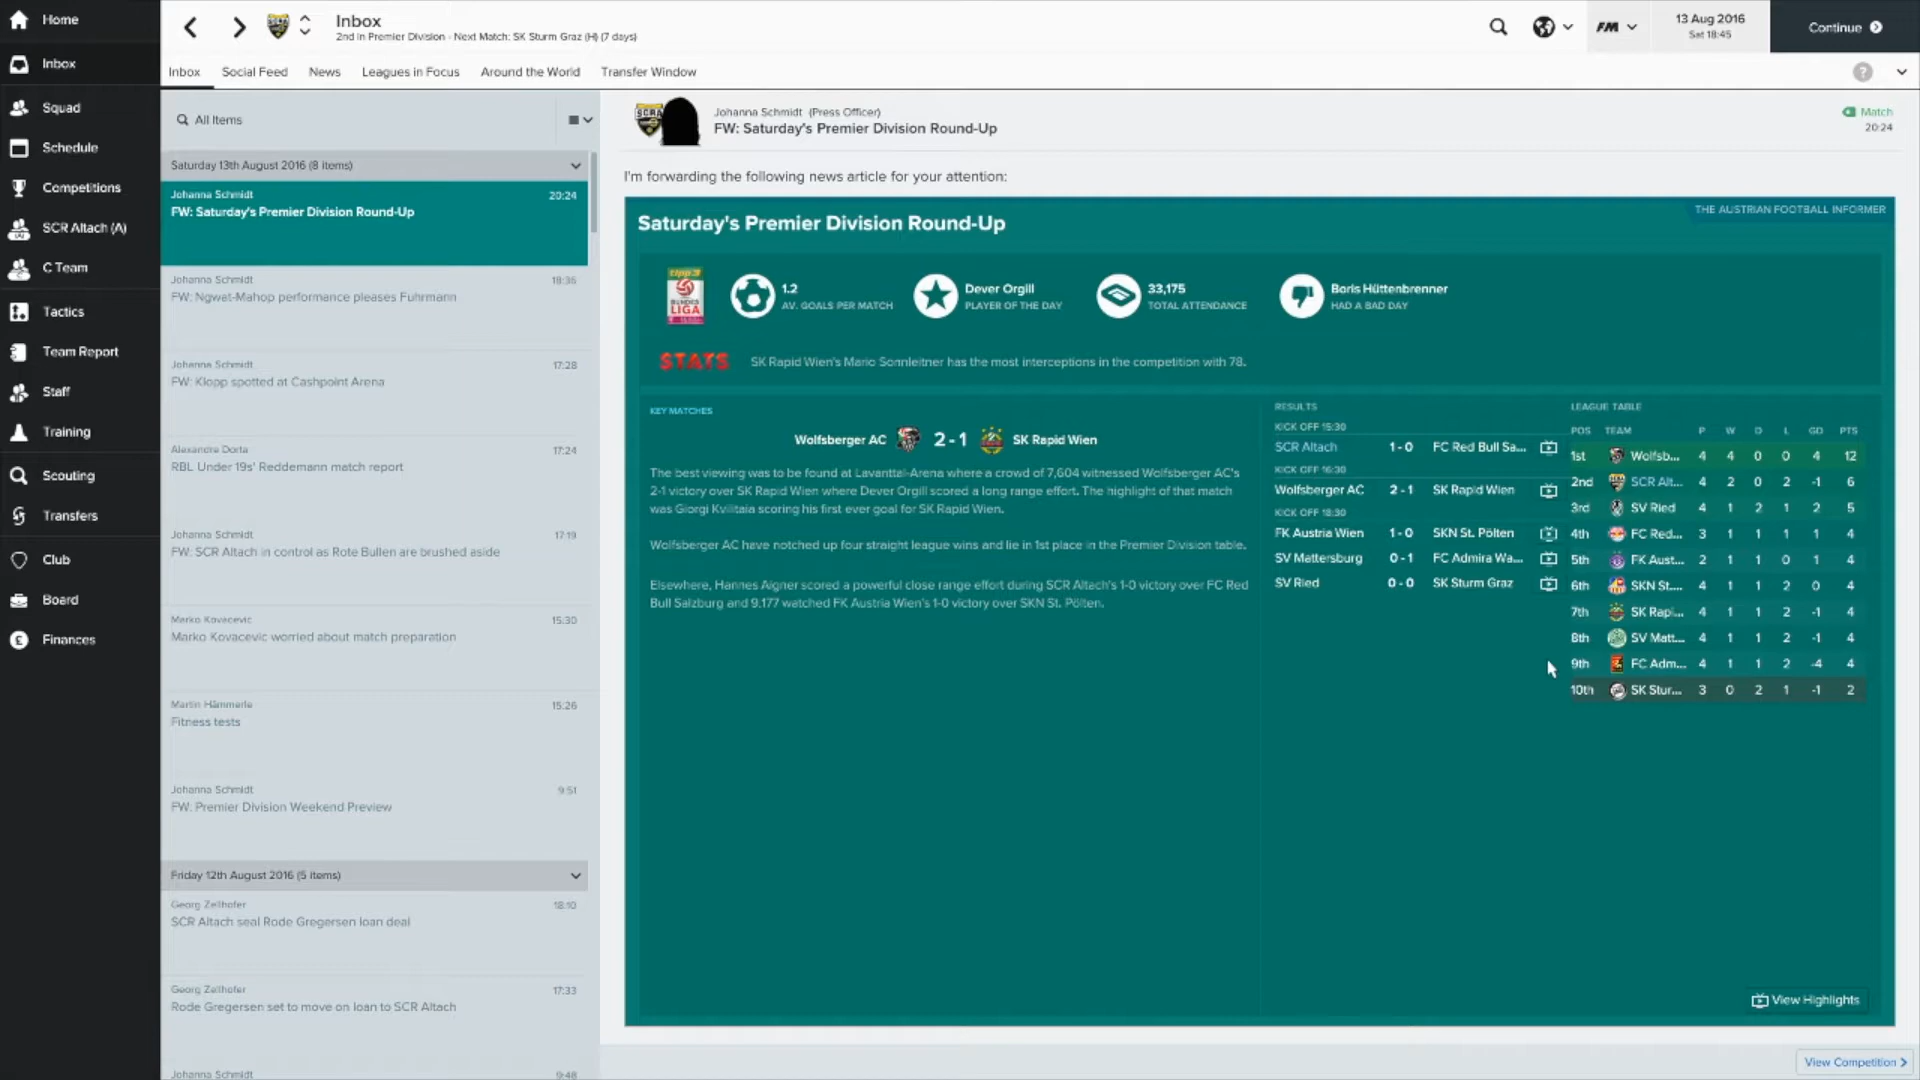 Home
Inbox
Squad
Schedule
Competitions
SCR Altach (A)
C Team
Tactics
Team Report
Staff
Training
Scouting
Transfers
Club
Board
Finances
Inbox
2nd in Premier Division - Next Match: SK Sturm Graz (H) (7 days)
FM
13 Aug 2016
Sat 18:45
Continue
Inbox Social Feed News Leagues in Focus Around the World Transfer Window
All Items
Saturday 13th August 2016 (8 items)
Johanna Schmidt 20:24
FW: Saturday's Premier Division Round-Up
Johanna Schmidt 18:36
FW: Ngwat-Mahop performance pleases Fuhrmann
Johanna Schmidt 17:28
FW: Klopp spotted at Cashpoint Arena
Alexandre Dorta 17:24
RBL Under 19s' Reddemann match report
Johanna Schmidt 17:19
FW: SCR Altach in control as Rote Bullen are brushed aside
Marko Kovacevic 15:30
Marko Kovacevic worried about match preparation
Martin Hämmerle 15:26
Fitness tests
Johanna Schmidt 9:51
FW: Premier Division Weekend Preview
Friday 12th August 2016 (5 items)
Georg Zellhofer 18:10
SCR Altach seal Rode Gregersen loan deal
Georg Zellhofer 17:33
Rode Gregersen set to move on loan to SCR Altach
Johanna Schmidt 9:48
SCRA
Johanna Schmidt (Press Officer)
FW: Saturday's Premier Division Round-Up
Match
20:24
I'm forwarding the following news article for your attention:
THE AUSTRIAN FOOTBALL INFORMER
Saturday's Premier Division Round-Up
tipp3
BUNDES
LIGA
1.2
AV. GOALS PER MATCH
Dever Orgill
PLAYER OF THE DAY
33,175
TOTAL ATTENDANCE
Boris Hüttenbrenner
HAD A BAD DAY
STATS
SK Rapid Wien's Mario Sonnleitner has the most interceptions in the competition with 78.
KEY MATCHES
Wolfsberger AC 2 - 1 SK Rapid Wien
The best viewing was to be found at Lavanttal-Arena where a crowd of 7,604 witnessed Wolfsberger AC's
2-1 victory over SK Rapid Wien where Dever Orgill scored a long range effort. The highlight of that match
was Giorgi Kvilitaia scoring his first ever goal for SK Rapid Wien.
Wolfsberger AC have notched up four straight league wins and lie in 1st place in the Premier Division table.
Elsewhere, Hannes Aigner scored a powerful close range effort during SCR Altach's 1-0 victory over FC Red
Bull Salzburg and 9,177 watched FK Austria Wien's 1-0 victory over SKN St. Pölten.
RESULTS
KICK OFF 15:30
SCR Altach 1 - 0 FC Red Bull Sa...
KICK OFF 16:30
Wolfsberger AC 2 - 1 SK Rapid Wien
KICK OFF 18:30
FK Austria Wien 1 - 0 SKN St. Pölten
SV Mattersburg 0 - 1 FC Admira Wa...
SV Ried 0 - 0 SK Sturm Graz
LEAGUE TABLE
POS TEAM P W D L GD PTS
1st Wolfsb... 4 4 0 0 4 12
2nd SCR Alt... 4 2 0 2 -1 6
3rd SV Ried 4 1 2 1 2 5
4th FC Red... 3 1 1 1 1 4
5th FK Aust... 2 1 1 0 1 4
6th SKN St.... 4 1 1 2 0 4
7th SK Rapi... 4 1 1 2 -1 4
8th SV Matt... 4 1 1 2 -1 4
9th FC Adm... 4 1 1 2 -4 4
10th SK Stur... 3 0 2 1 -1 2
View Highlights
View Competition